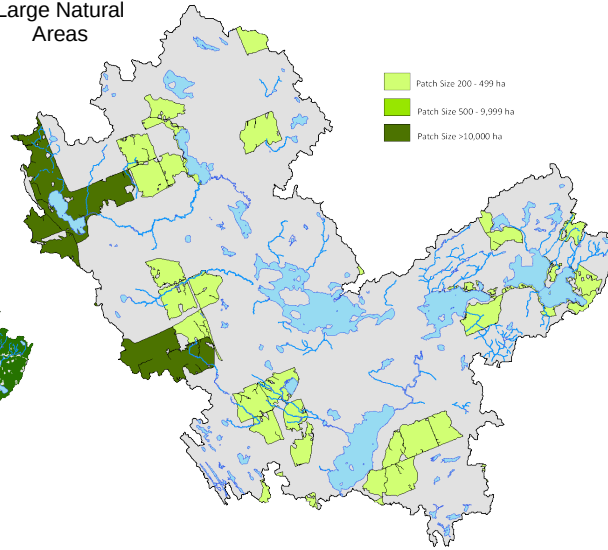 Large Natural
Areas
Patch Size 200 - 499 ha
Patch Size 500 - 9,999 ha
Patch Size >10,000 ha